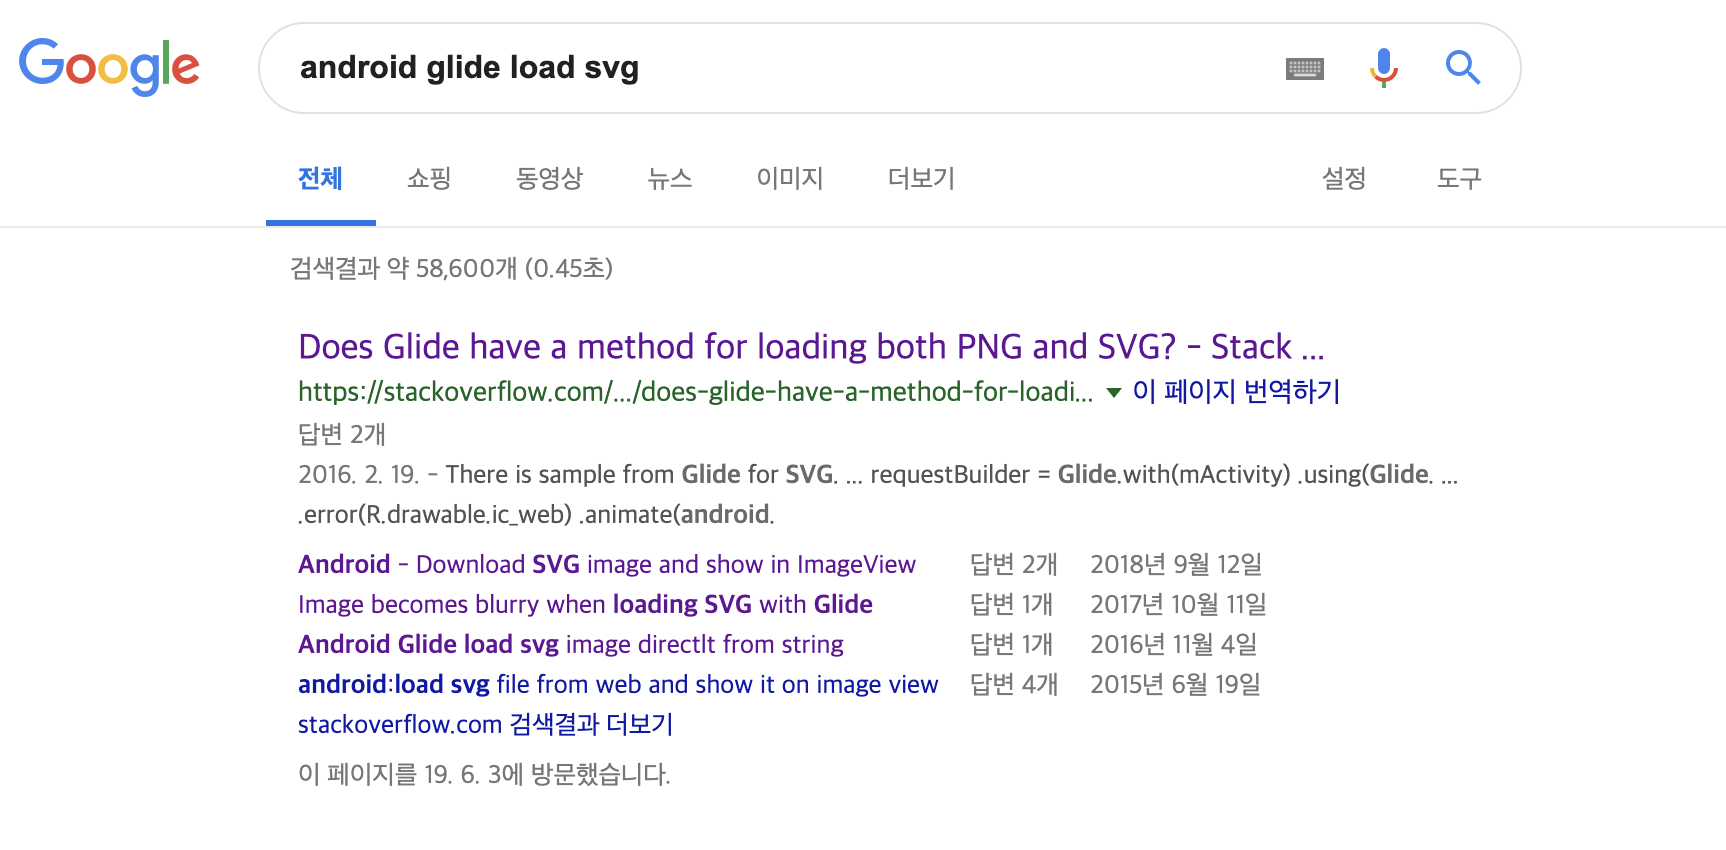 Google
android glide load svg
전체 쇼핑 동영상 뉴스 이미지 더보기 설정 도구
검색결과 약 58,600개 (0.45초)
Does Glide have a method for loading both PNG and SVG? - Stack ...
https://stackoverflow.com/.../does-glide-have-a-method-for-loadi... ▼ 이 페이지 번역하기
답변 2개
2016. 2. 19. - There is sample from Glide for SVG. ... requestBuilder = Glide.with(mActivity) .using(Glide. ...
.error(R.drawable.ic_web) .animate(android.
Android - Download SVG image and show in ImageView 답변 2개 2018년 9월 12일
Image becomes blurry when loading SVG with Glide 답변 1개 2017년 10월 11일
Android Glide load svg image directlt from string 답변 1개 2016년 11월 4일
android:load svg file from web and show it on image view 답변 4개 2015년 6월 19일
stackoverflow.com 검색결과 더보기
이 페이지를 19. 6. 3에 방문했습니다.